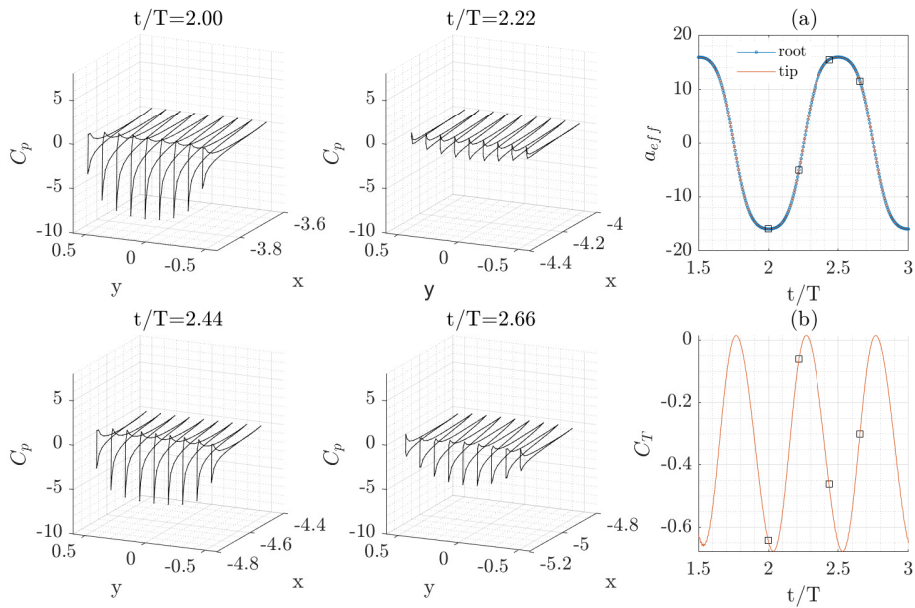 t/T=2.00
5
0
-5
-10
C_p
0.5
0
-0.5
y
-3.8
-3.6
x
t/T=2.22
5
0
-5
-10
C_p
0.5
0
-0.5
y
-4.4
-4.2
-4
x
(a)
20
10
0
-10
-20
a_eff
root
tip
1.5
2
2.5
3
t/T
t/T=2.44
5
0
-5
-10
C_p
0.5
0
-0.5
y
-4.8
-4.6
-4.4
x
t/T=2.66
5
0
-5
-10
C_p
0.5
0
-0.5
y
-5.2
-5
-4.8
x
(b)
0
-0.2
-0.4
-0.6
C_T
1.5
2
2.5
3
t/T